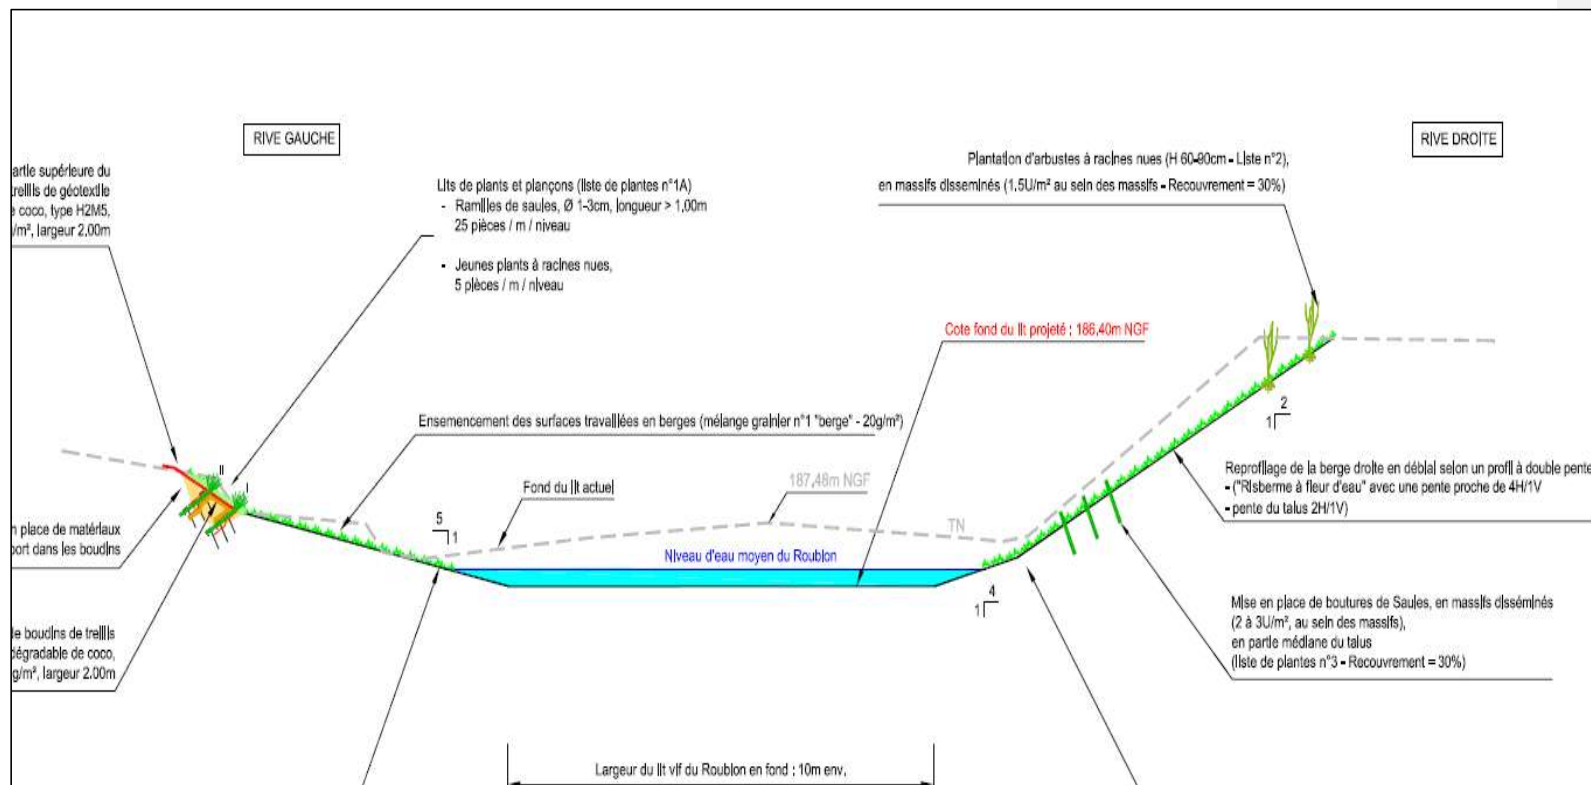 RIVE GAUCHE
RIVE DROITE
partie supérieure du
treillis de géotextile
coco, type H2M5,
/m², largeur 2.00m
Lits de plants et plançons (liste de plantes n°1A)
- Ramilles de saules, Ø 1-3cm, longueur > 1,00m
25 pièces / m / niveau
- Jeunes plants à racines nues,
5 pièces / m / niveau
Plantation d'arbustes à racines nues (H 60-90cm - Liste n°2),
en massifs disseminés (1.5U/m² au sein des massifs - Recouvrement = 30%)
Cote fond du lit projeté : 186,40m NGF
Ensemencement des surfaces travaillées en berges (mélange grainier n°1 "berge" - 20g/m²)
II
I
2
1
Reprofilage de la berge droite en déblai selon un profil à double pente
- ("Risberme à fleur d'eau" avec une pente proche de 4H/1V
- pente du talus 2H/1V)
Fond du lit actuel
187,48m NGF
5
1
TN
place de matériaux
dans les boudins
Niveau d'eau moyen du Roubion
4
1
Mise en place de boutures de Saules, en massifs disséminés
(2 à 3U/m², au sein des massifs),
en partie médiane du talus
(liste de plantes n°3 - Recouvrement = 30%)
de boudins de treillis
dégradable de coco,
g/m², largeur 2.00m
Largeur du lit vif du Roubion en fond : 10m env.